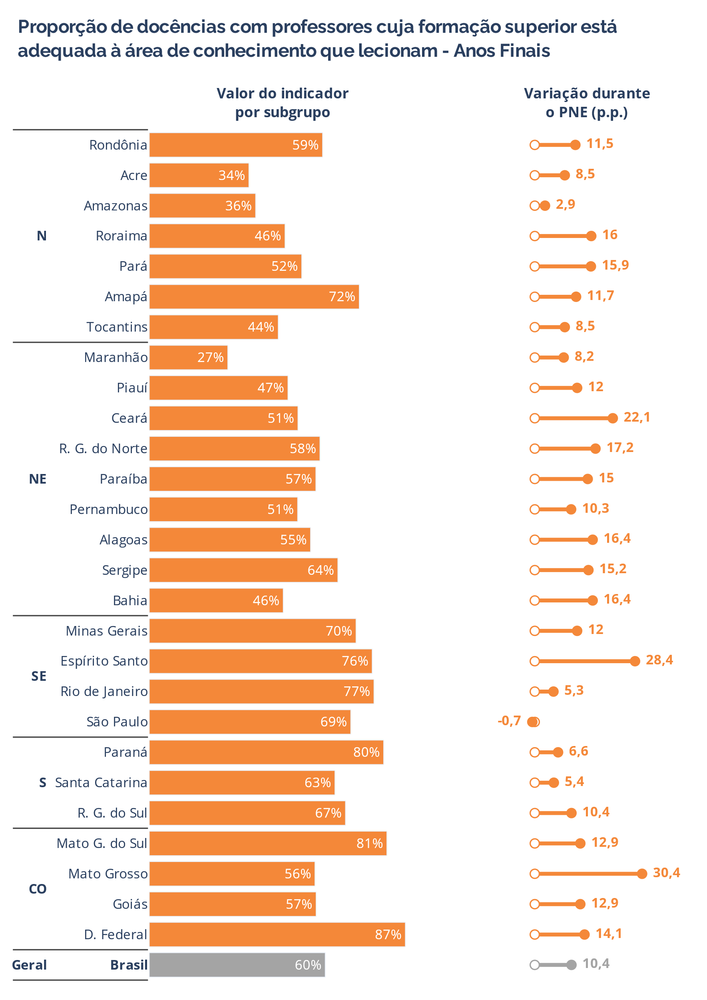 Proporção de docências com professores cuja formação superior está
adequada à área de conhecimento que lecionam - Anos Finais
Valor do indicador
por subgrupo
Variação durante
o PNE (p.p.)
Rondônia 59% 11,5
Acre 34% 8,5
Amazonas 36% 2,9
N Roraima 46% 16
Pará 52% 15,9
Amapá 72% 11,7
Tocantins 44% 8,5
Maranhão 27% 8,2
Piauí 47% 12
Ceará 51% 22,1
R. G. do Norte 58% 17,2
NE Paraíba 57% 15
Pernambuco 51% 10,3
Alagoas 55% 16,4
Sergipe 64% 15,2
Bahia 46% 16,4
Minas Gerais 70% 12
Espírito Santo 76% 28,4
SE
Rio de Janeiro 77% 5,3
São Paulo 69% -0,7
Paraná 80% 6,6
S Santa Catarina 63% 5,4
R. G. do Sul 67% 10,4
Mato G. do Sul 81% 12,9
Mato Grosso 56% 30,4
CO
Goiás 57% 12,9
D. Federal 87% 14,1
Geral Brasil 60% 10,4